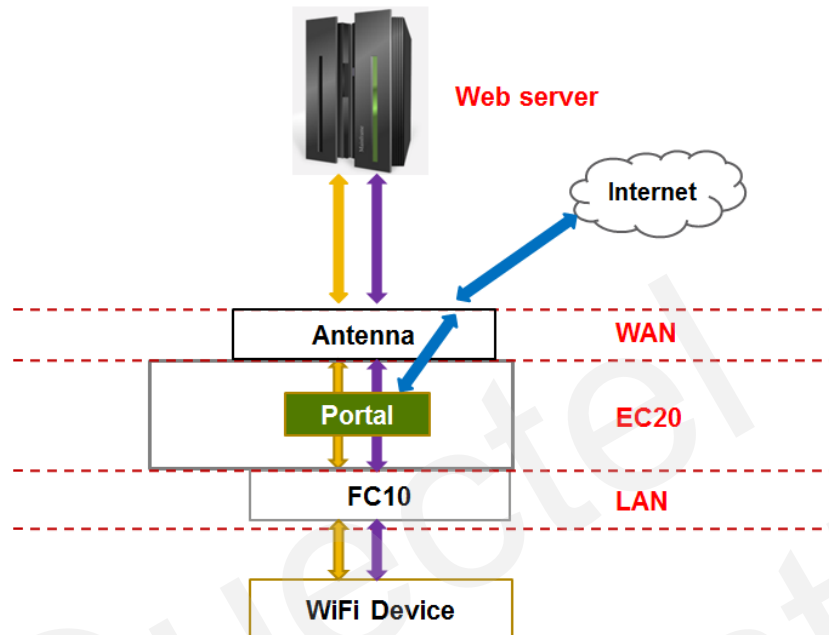 Web server
Internet
Antenna
WAN
Portal
EC20
FC10
LAN
WiFi Device